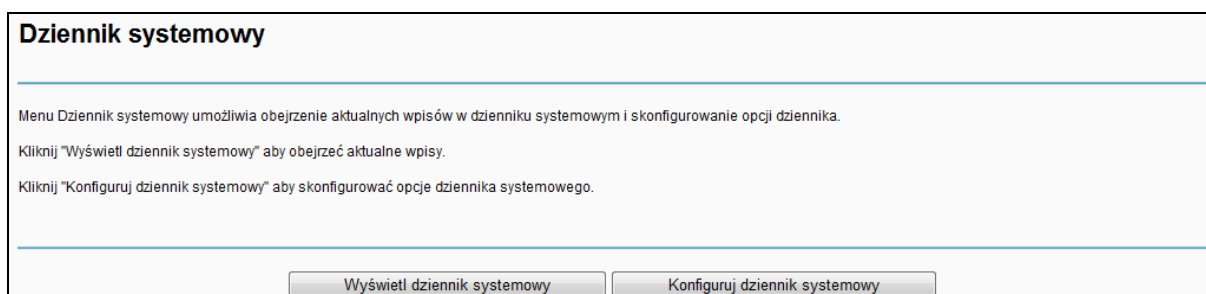 Dziennik systemowy
Menu Dziennik systemowy umożliwia obejrzenie aktualnych wpisów w dzienniku systemowym i skonfigurowanie opcji dziennika.
Kliknij "Wyświetl dziennik systemowy" aby obejrzeć aktualne wpisy.
Kliknij "Konfiguruj dziennik systemowy" aby skonfigurować opcje dziennika systemowego.
Wyświetl dziennik systemowy Konfiguruj dziennik systemowy